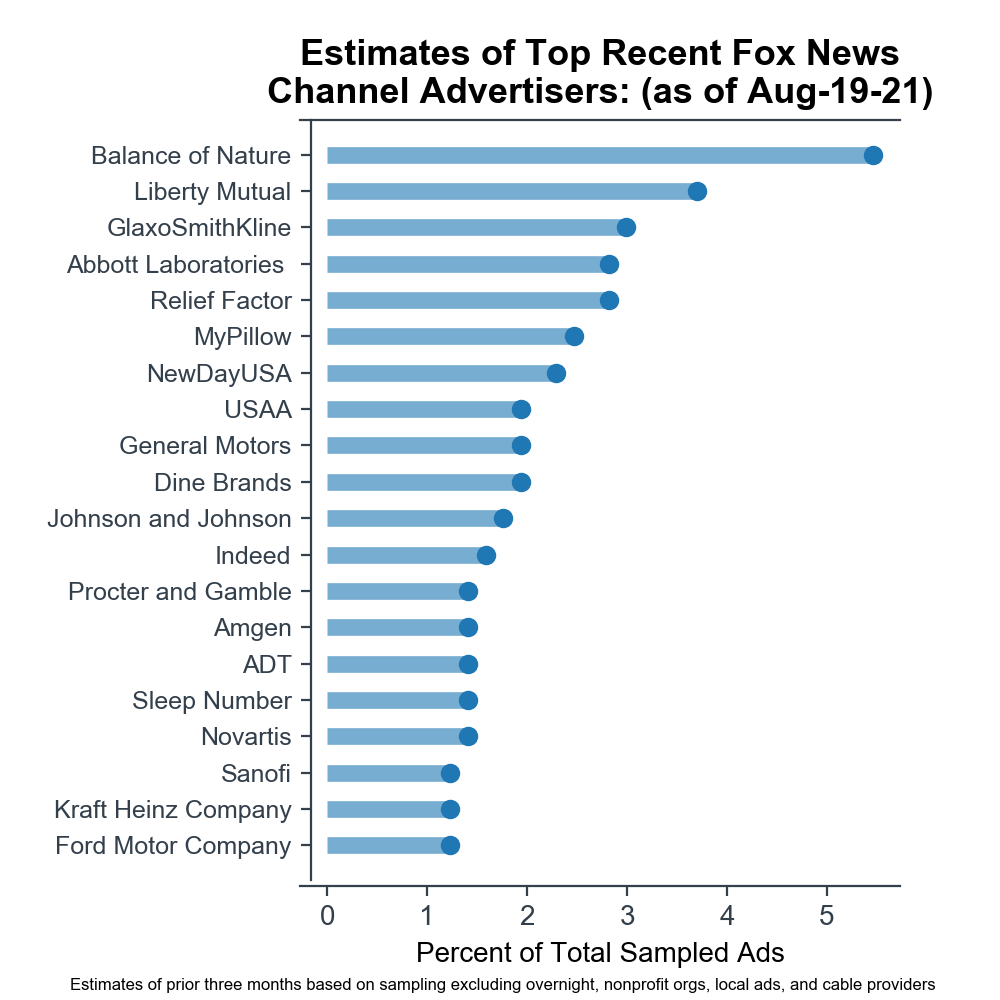 Estimates of Top Recent Fox News
Channel Advertisers: (as of Aug-19-21)
Balance of Nature
Liberty Mutual
GlaxoSmithKline
Abbott Laboratories
Relief Factor
MyPillow
NewDayUSA
USAA
General Motors
Dine Brands
Johnson and Johnson
Indeed
Procter and Gamble
Amgen
ADT
Sleep Number
Novartis
Sanofi
Kraft Heinz Company
Ford Motor Company
0 1 2 3 4 5
Percent of Total Sampled Ads
Estimates of prior three months based on sampling excluding overnight, nonprofit orgs, local ads, and cable providers